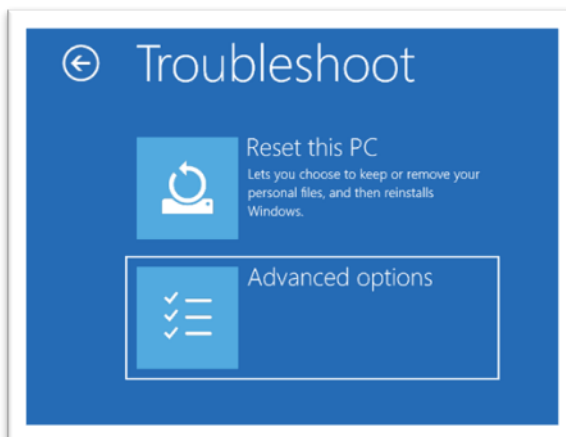 Troubleshoot
Reset this PC
Lets you choose to keep or remove your
personal files, and then reinstalls
Windows.
Advanced options